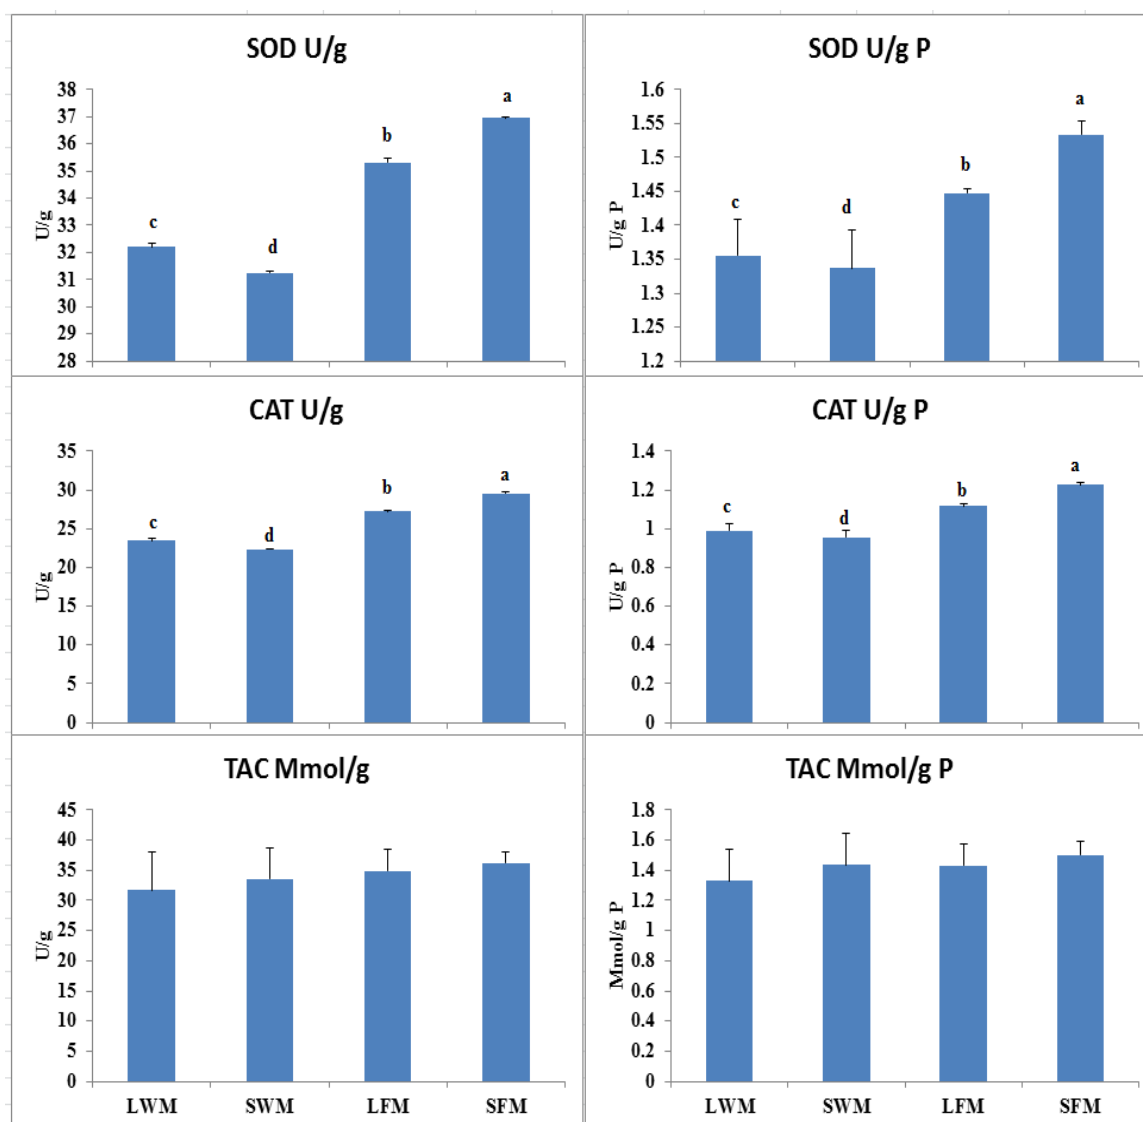 SOD U/g
38
37
36
35
34
33
32
31
30
29
28
U/g
c
d
b
a
SOD U/g P
1.6
1.55
1.5
1.45
1.4
1.35
1.3
1.25
1.2
U/g P
c
d
b
a
CAT U/g
35
30
25
20
15
10
5
0
U/g
c
d
b
a
CAT U/g P
1.4
1.2
1
0.8
0.6
0.4
0.2
0
U/g P
c
d
b
a
TAC Mmol/g
45
40
35
30
25
20
15
10
5
0
U/g
LWM SWM LFM SFM
TAC Mmol/g P
1.8
1.6
1.4
1.2
1
0.8
0.6
0.4
0.2
0
Mmol/g P
LWM SWM LFM SFM